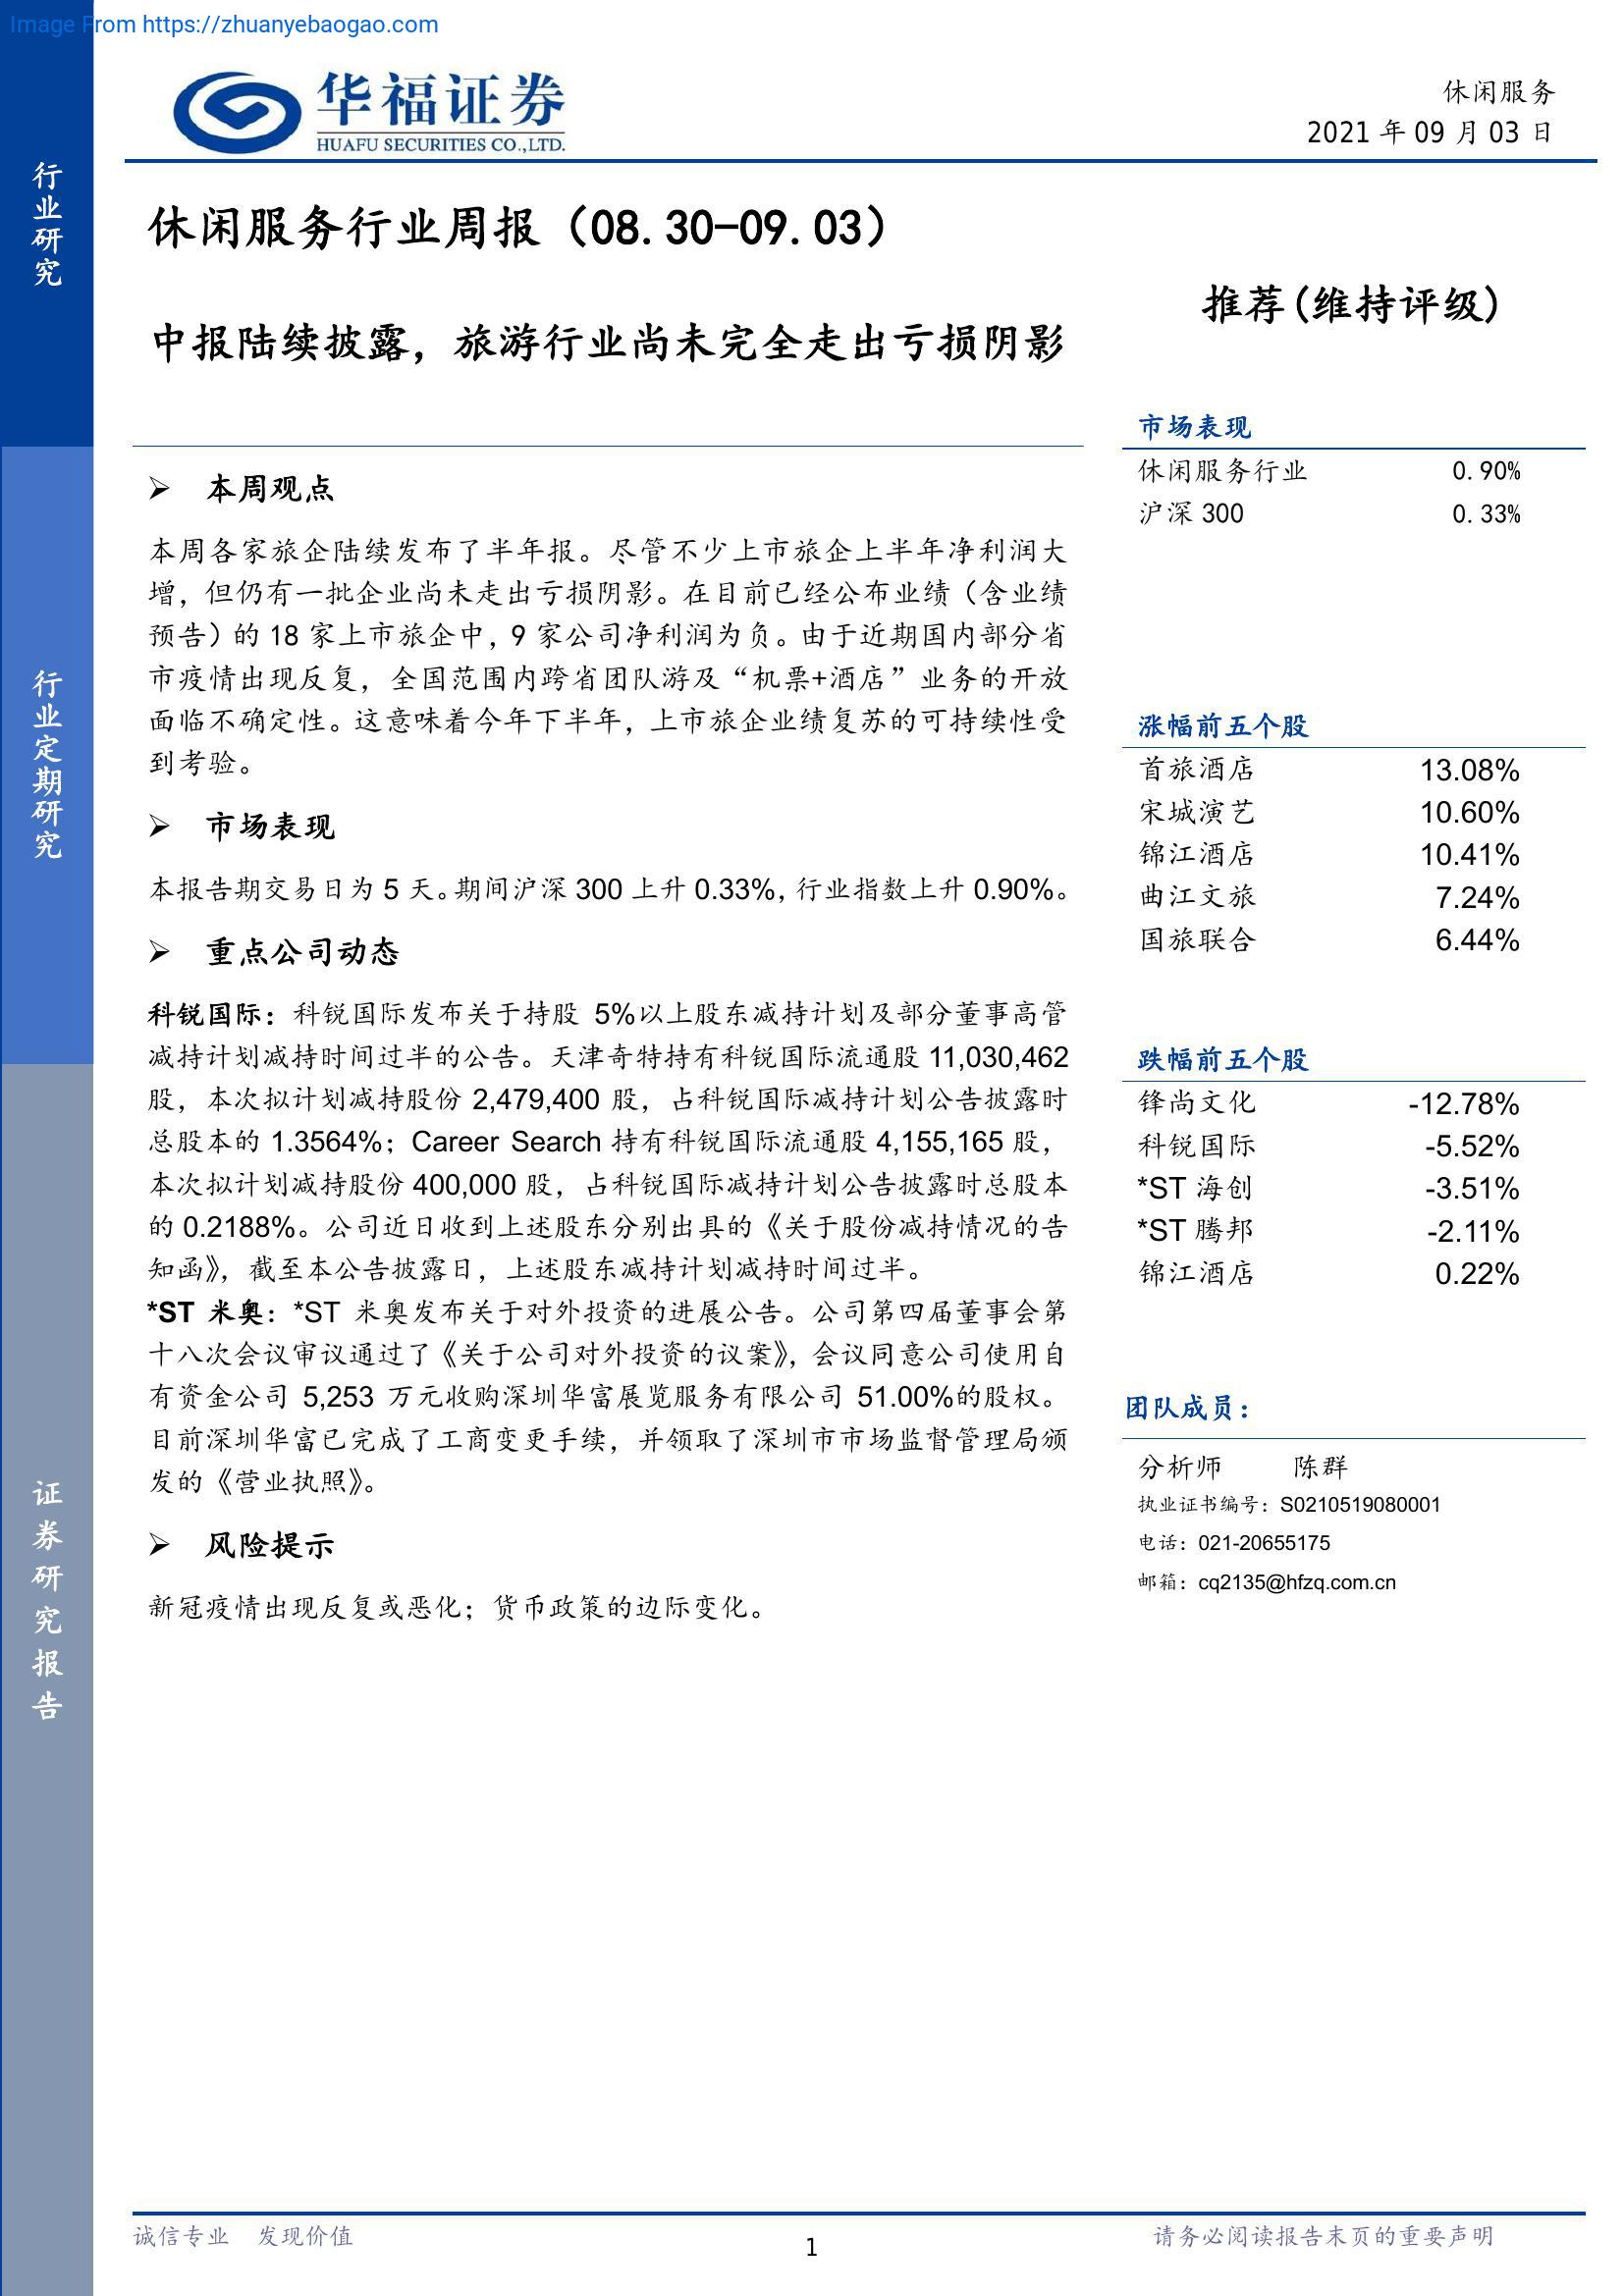 Image From https://zhuanyebaogao.com
华福证券
HUAFU SECURITIES CO.,LTD.
休闲服务
2021 年 09 月 03 日
行业研究
行业定期研究
证券研究报告
休闲服务行业周报（08.30-09.03）
中报陆续披露，旅游行业尚未完全走出亏损阴影
推荐(维持评级)
➢ 本周观点
本周各家旅企陆续发布了半年报。尽管不少上市旅企上半年净利润大
增，但仍有一批企业尚未走出亏损阴影。在目前已经公布业绩（含业绩
预告）的 18 家上市旅企中，9 家公司净利润为负。由于近期国内部分省
市疫情出现反复，全国范围内跨省团队游及“机票+酒店”业务的开放
面临不确定性。这意味着今年下半年，上市旅企业绩复苏的可持续性受
到考验。
➢ 市场表现
本报告期交易日为 5 天。期间沪深 300 上升 0.33%，行业指数上升 0.90%。
➢ 重点公司动态
科锐国际：科锐国际发布关于持股 5%以上股东减持计划及部分董事高管
减持计划减持时间过半的公告。天津奇特持有科锐国际流通股 11,030,462
股，本次拟计划减持股份 2,479,400 股，占科锐国际减持计划公告披露时
总股本的 1.3564%；Career Search 持有科锐国际流通股 4,155,165 股，
本次拟计划减持股份 400,000 股，占科锐国际减持计划公告披露时总股本
的 0.2188%。公司近日收到上述股东分别出具的《关于股份减持情况的告
知函》，截至本公告披露日，上述股东减持计划减持时间过半。
*ST 米奥：*ST 米奥发布关于对外投资的进展公告。公司第四届董事会第
十八次会议审议通过了《关于公司对外投资的议案》，会议同意公司使用自
有资金公司 5,253 万元收购深圳华富展览服务有限公司 51.00%的股权。
目前深圳华富已完成了工商变更手续，并领取了深圳市市场监督管理局颁
发的《营业执照》。
➢ 风险提示
新冠疫情出现反复或恶化；货币政策的边际变化。
市场表现
休闲服务行业 0.90%
沪深 300 0.33%
涨幅前五个股
首旅酒店 13.08%
宋城演艺 10.60%
锦江酒店 10.41%
曲江文旅 7.24%
国旅联合 6.44%
跌幅前五个股
锋尚文化 -12.78%
科锐国际 -5.52%
*ST 海创 -3.51%
*ST 腾邦 -2.11%
锦江酒店 0.22%
团队成员：
分析师 陈群
执业证书编号：S0210519080001
电话：021-20655175
邮箱：cq2135@hfzq.com.cn
诚信专业 发现价值
1
请务必阅读报告末页的重要声明